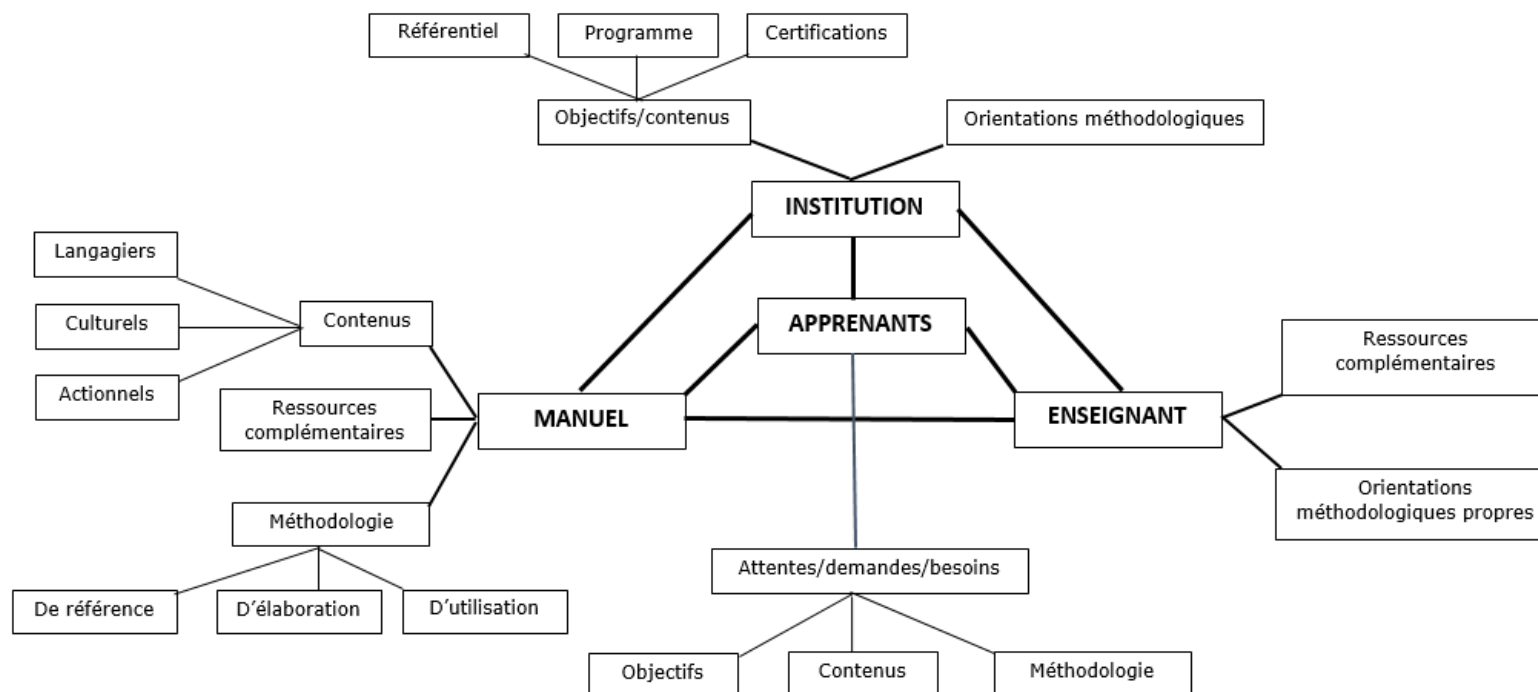 Référentiel
Programme
Certifications
Objectifs/contenus
Orientations méthodologiques
INSTITUTION
Langagiers
Culturels
Actionnels
Contenus
APPRENANTS
Ressources
complémentaires
MANUEL
ENSEIGNANT
Ressources
complémentaires
Orientations
méthodologiques propres
Méthodologie
De référence
D’élaboration
D’utilisation
Attentes/demandes/besoins
Objectifs
Contenus
Méthodologie